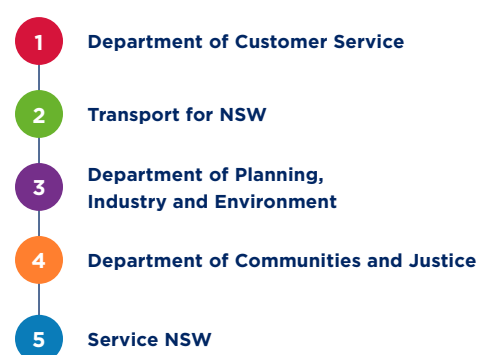 1 Department of Customer Service
2 Transport for NSW
3 Department of Planning,
Industry and Environment
4 Department of Communities and Justice
5 Service NSW